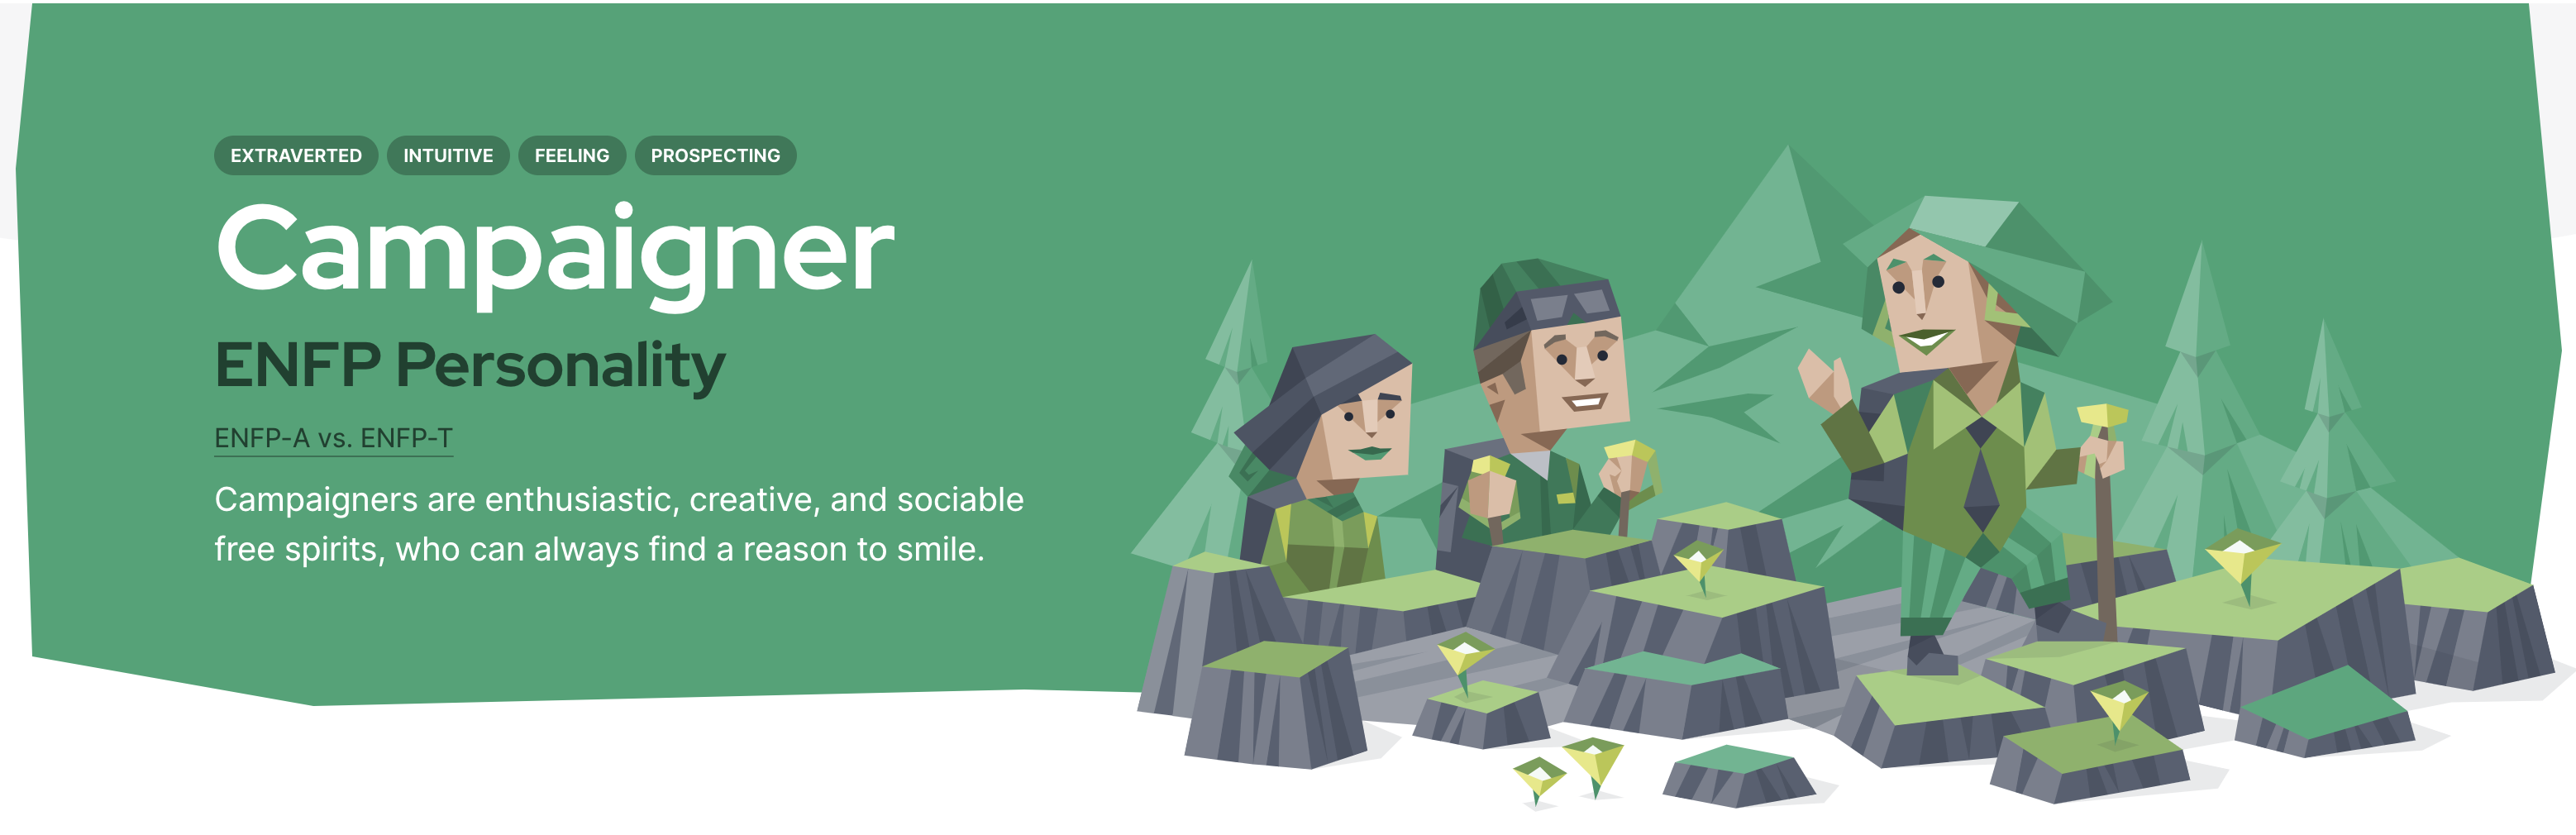 EXTRAVERTED INTUITIVE FEELING PROSPECTING
Campaigner
ENFP Personality
ENFP-A vs. ENFP-T
Campaigners are enthusiastic, creative, and sociable
free spirits, who can always find a reason to smile.